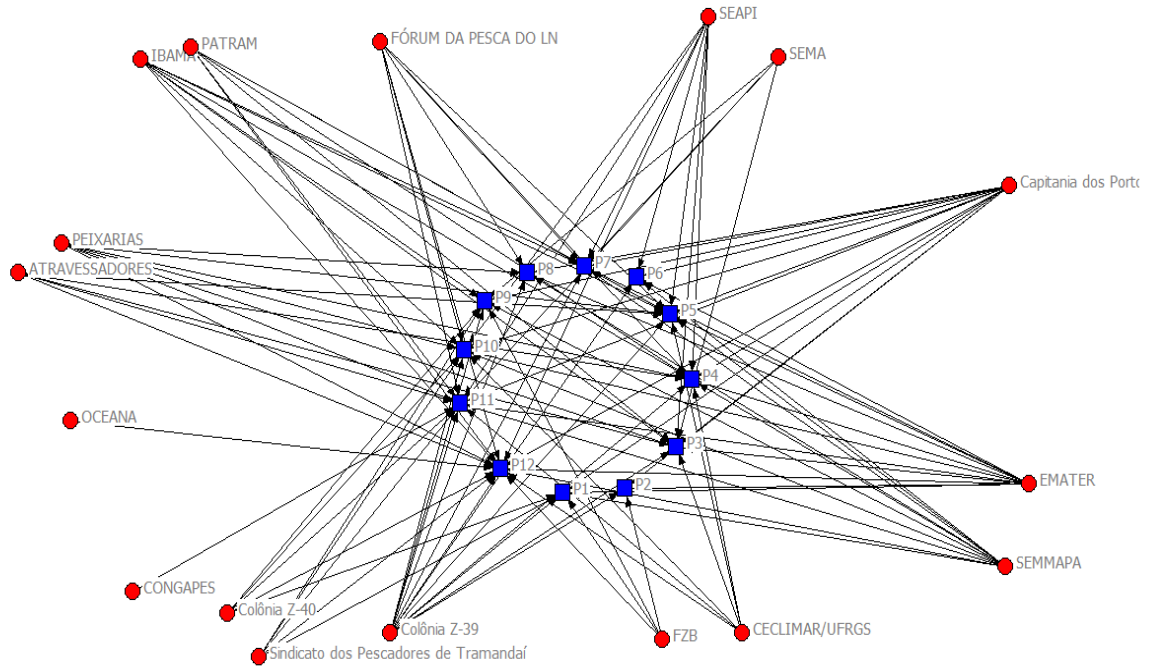 SEAPI
FÓRUM DA PESCA DO LN
PATRAM
IBAMA
SEMA
Capitania dos Porto
PEIXARIAS
ATRAVESSADORES
P8
P7
P6
P9
P5
P10
P4
P11
OCEANA
P3
P12
P1
P2
EMATER
SEMMAPA
CONGAPES
Colônia Z-40
Colônia Z-39
FZB
CECLIMAR/UFRGS
Sindicato dos Pescadores de Tramandaí